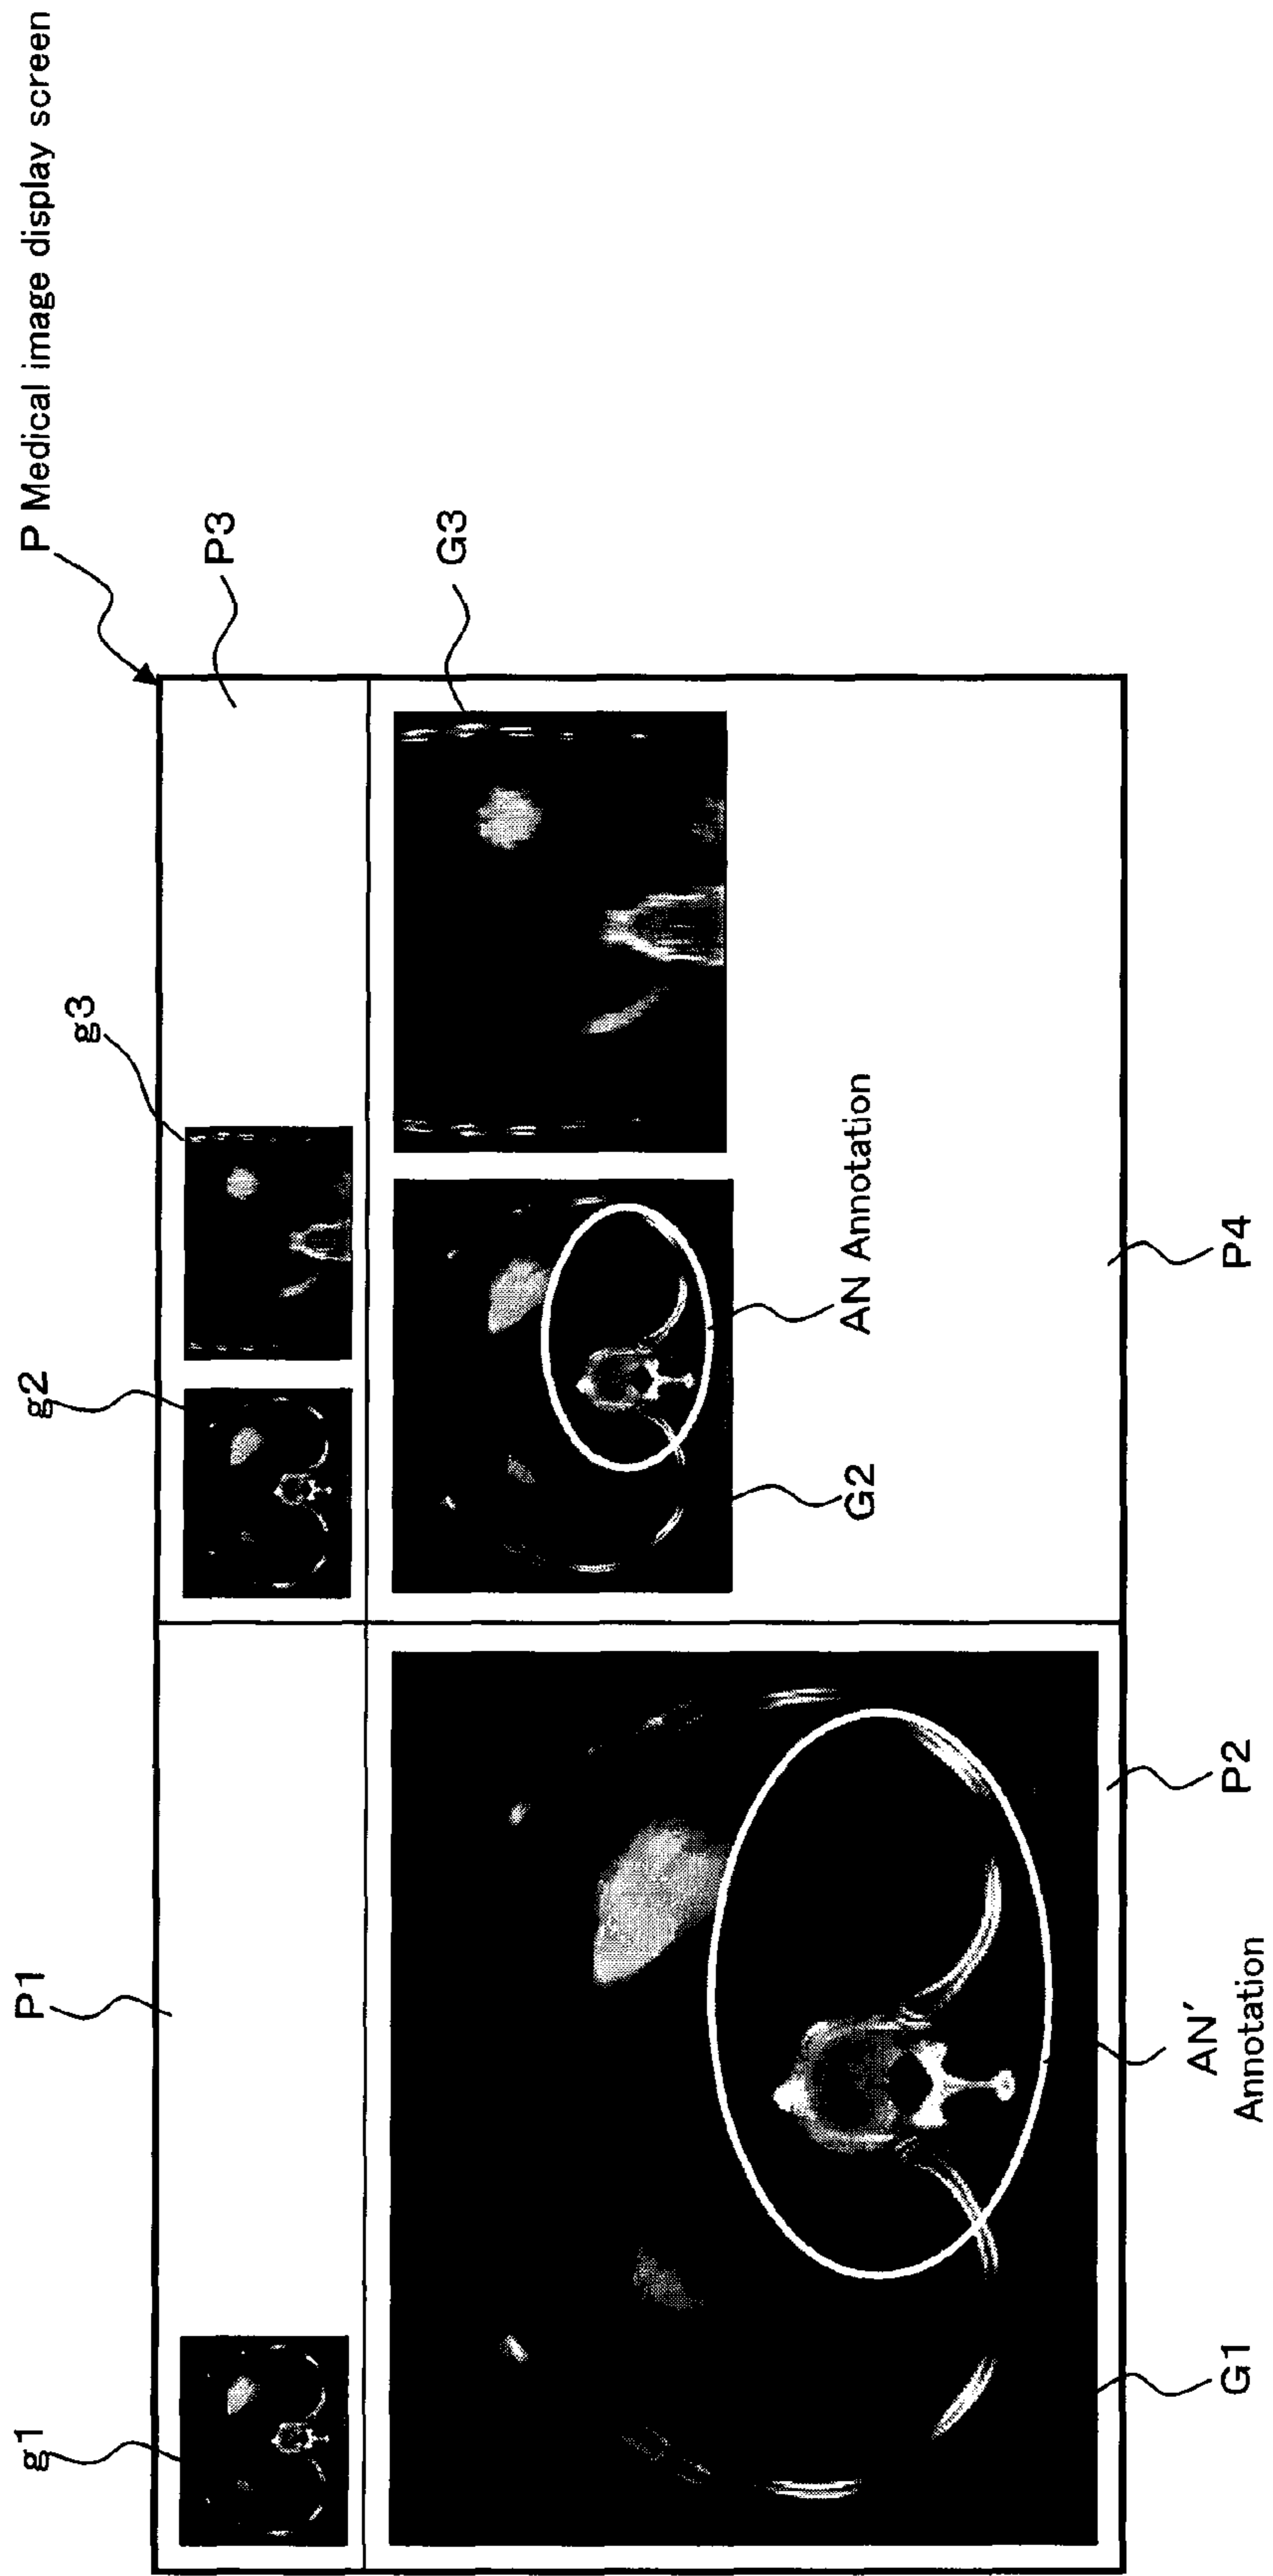 P Medical image display screen
P1
P3
g1
g2
g3
G3
AN Annotation
G2
G1
AN′
Annotation
P2
P4